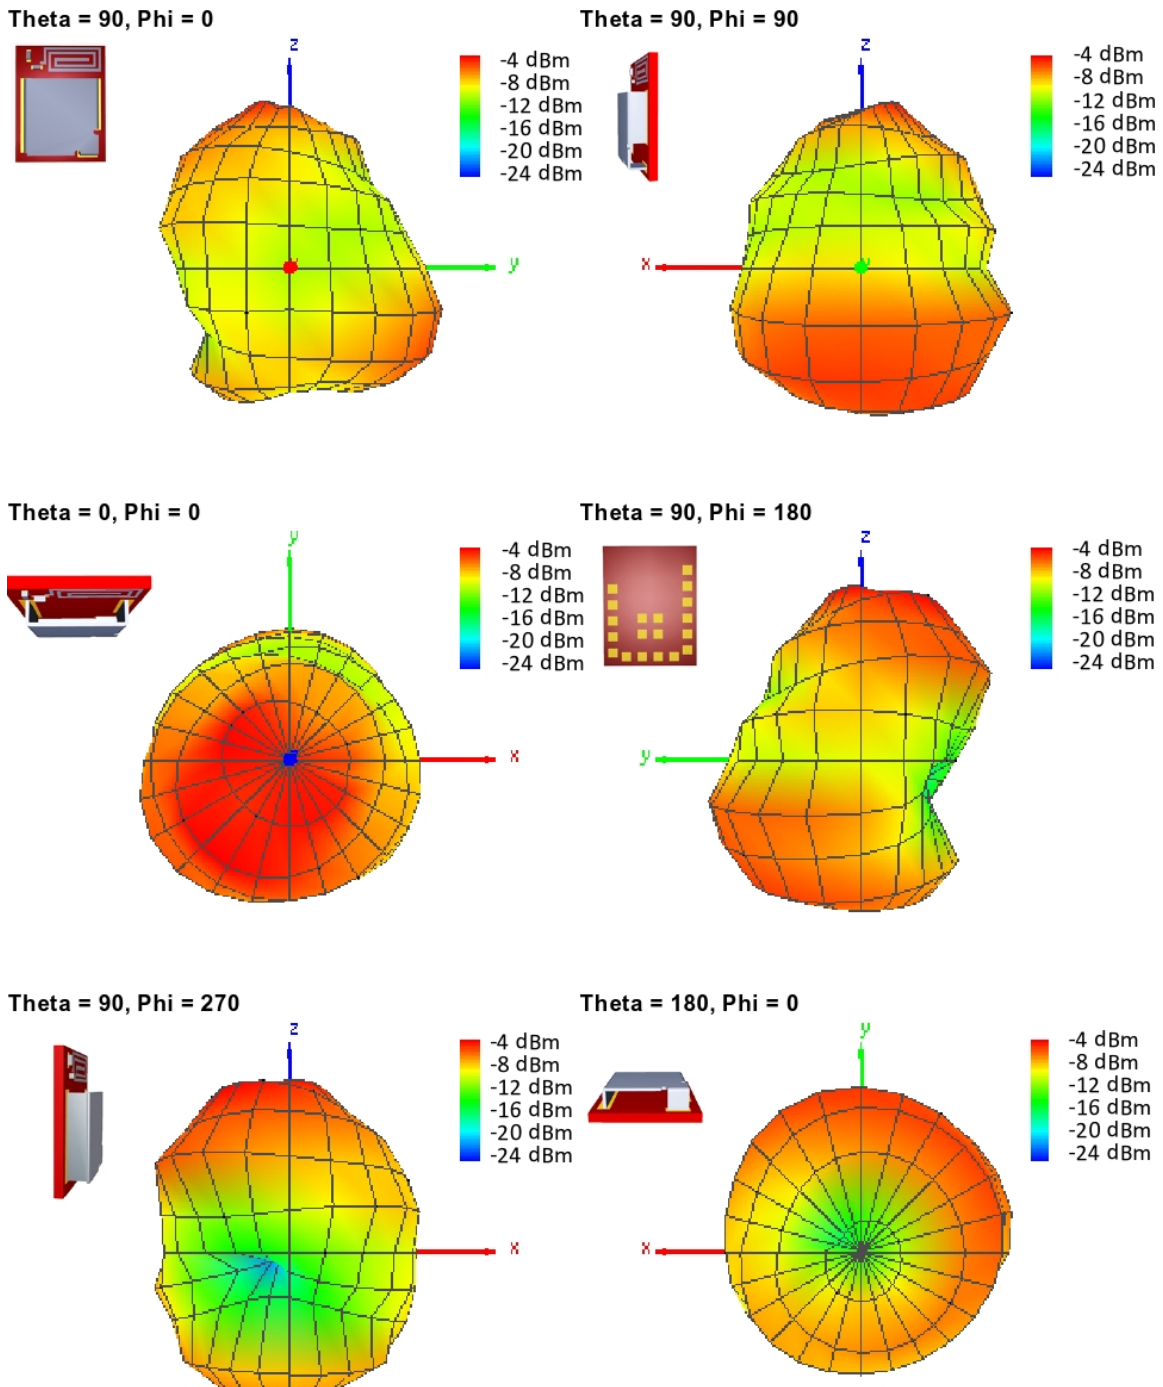 Theta = 90, Phi = 0
z
-4 dBm
-8 dBm
-12 dBm
-16 dBm
-20 dBm
-24 dBm
y
Theta = 90, Phi = 90
z
-4 dBm
-8 dBm
-12 dBm
-16 dBm
-20 dBm
-24 dBm
x
Theta = 0, Phi = 0
y
-4 dBm
-8 dBm
-12 dBm
-16 dBm
-20 dBm
-24 dBm
x
Theta = 90, Phi = 180
z
-4 dBm
-8 dBm
-12 dBm
-16 dBm
-20 dBm
-24 dBm
y
Theta = 90, Phi = 270
z
-4 dBm
-8 dBm
-12 dBm
-16 dBm
-20 dBm
-24 dBm
x
Theta = 180, Phi = 0
y
-4 dBm
-8 dBm
-12 dBm
-16 dBm
-20 dBm
-24 dBm
x